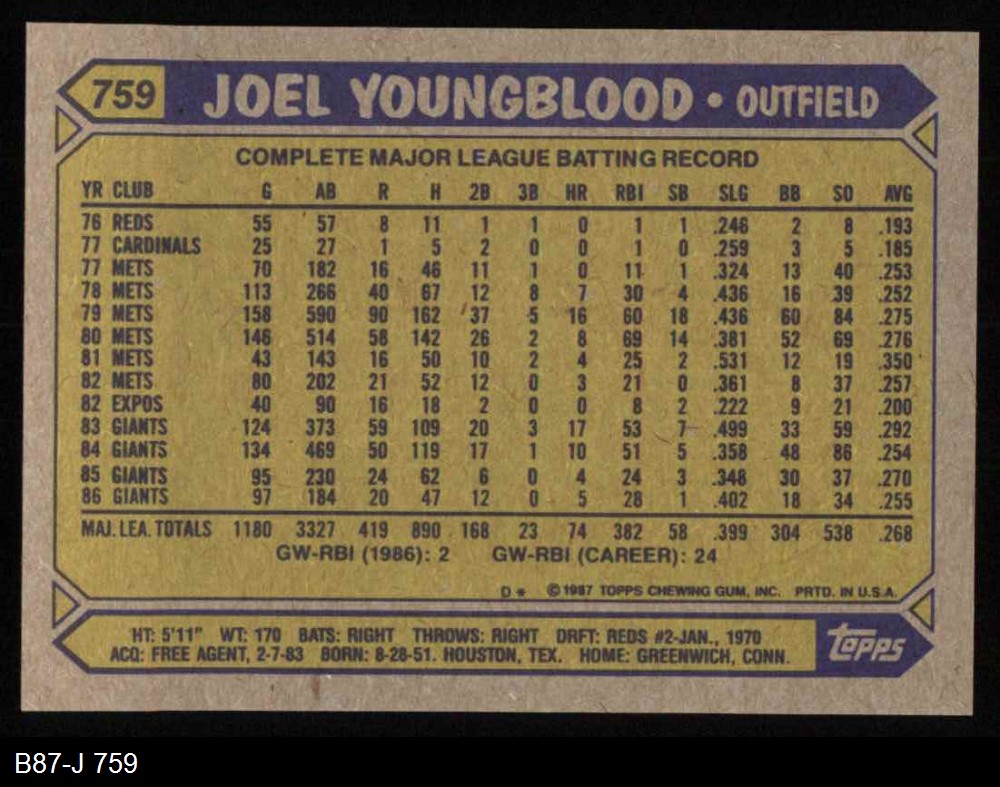 759 JOEL YOUNGBLOOD • OUTFIELD
COMPLETE MAJOR LEAGUE BATTING RECORD
YR CLUB G AB R H 2B 3B HR RBI SB SLG BB SO AVG
76 REDS 55 57 8 11 1 1 0 1 1 .246 2 8 .193
77 CARDINALS 25 27 1 5 2 0 0 1 0 .259 3 5 .185
77 METS 70 182 16 46 11 1 0 11 1 .324 13 40 .253
78 METS 113 266 40 67 12 8 7 30 4 .436 16 39 .252
79 METS 158 590 90 162 37 5 16 60 18 .436 60 84 .275
80 METS 146 514 58 142 26 2 8 69 14 .381 52 69 .276
81 METS 43 143 16 50 10 2 4 25 2 .531 12 19 .350
82 METS 80 202 21 52 12 0 3 21 0 .361 8 37 .257
82 EXPOS 40 90 16 18 2 0 0 8 2 .222 9 21 .200
83 GIANTS 124 373 59 109 20 3 17 53 7 .499 33 59 .292
84 GIANTS 134 469 50 119 17 1 10 51 5 .358 48 86 .254
85 GIANTS 95 230 24 62 6 0 4 24 3 .348 30 37 .270
86 GIANTS 97 184 20 47 12 0 5 28 1 .402 18 34 .255
MAJ. LEA. TOTALS 1180 3327 419 890 168 23 74 382 58 .399 304 538 .268
GW-RBI (1986): 2 GW-RBI (CAREER): 24
D* ©1987 TOPPS CHEWING GUM, INC. PRTD. IN U.S.A.
HT: 5'11" WT: 170 BATS: RIGHT THROWS: RIGHT DRFT: REDS #2-JAN., 1970
ACQ: FREE AGENT, 2-7-83 BORN: 8-28-51. HOUSTON, TEX. HOME: GREENWICH, CONN.
Topps
B87-J 759